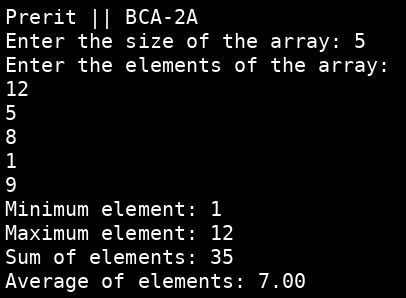 Prerit || BCA-2A
Enter the size of the array: 5
Enter the elements of the array:
12
5
8
1
9
Minimum element: 1
Maximum element: 12
Sum of elements: 35
Average of elements: 7.00